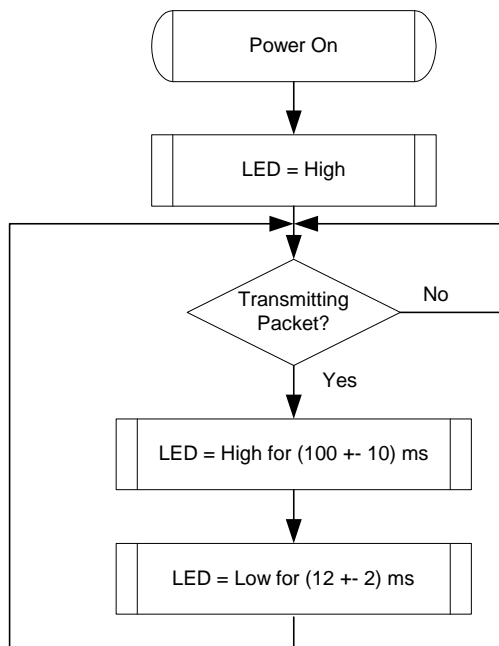 Power On
LED = High
Transmitting
Packet?
No
Yes
LED = High for (100 +- 10) ms
LED = Low for (12 +- 2) ms